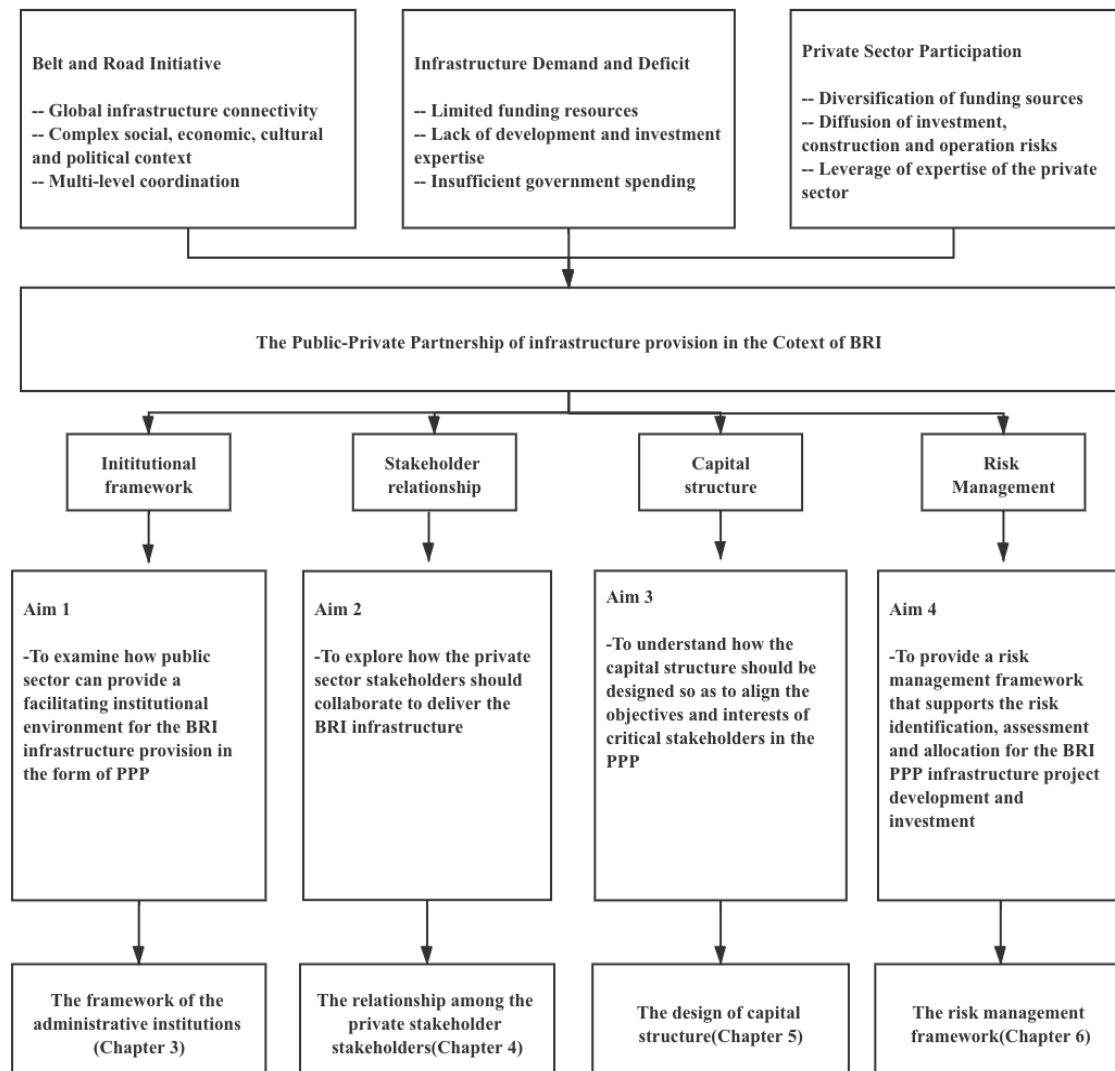 Belt and Road Initiative
-- Global infrastructure connectivity
-- Complex social, economic, cultural
and political context
-- Multi-level coordination
Infrastructure Demand and Deficit
-- Limited funding resources
-- Lack of development and investment
expertise
-- Insufficient government spending
Private Sector Participation
-- Diversification of funding sources
-- Diffusion of investment,
construction and operation risks
-- Leverage of expertise of the private
sector
The Public-Private Partnership of infrastructure provision in the Cotext of BRI
Inititutional
framework
Stakeholder
relationship
Capital
structure
Risk
Management
Aim 1
-To examine how public
sector can provide a
facilitating institutional
environment for the BRI
infrastructure provision in
the form of PPP
Aim 2
-To explore how the private
sector stakeholders should
collaborate to deliver the
BRI infrastructure
Aim 3
-To understand how the
capital structure should be
designed so as to align the
objectives and interests of
critical stakeholders in the
PPP
Aim 4
-To provide a risk
management framework
that supports the risk
identification, assessment
and allocation for the BRI
PPP infrastructure project
development and
investment
The framework of the
administrative institutions
(Chapter 3)
The relationship among the
private stakeholder
stakeholders(Chapter 4)
The design of capital
structure(Chapter 5)
The risk management
framework(Chapter 6)